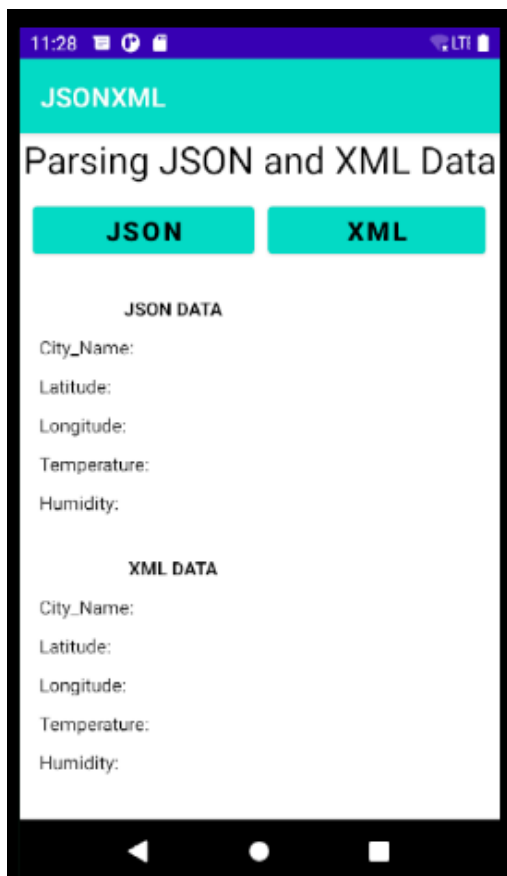 11:28 LTE
JSONXML
Parsing JSON and XML Data
JSON XML
JSON DATA
City_Name:
Latitude:
Longitude:
Temperature:
Humidity:
XML DATA
City_Name:
Latitude:
Longitude:
Temperature:
Humidity: